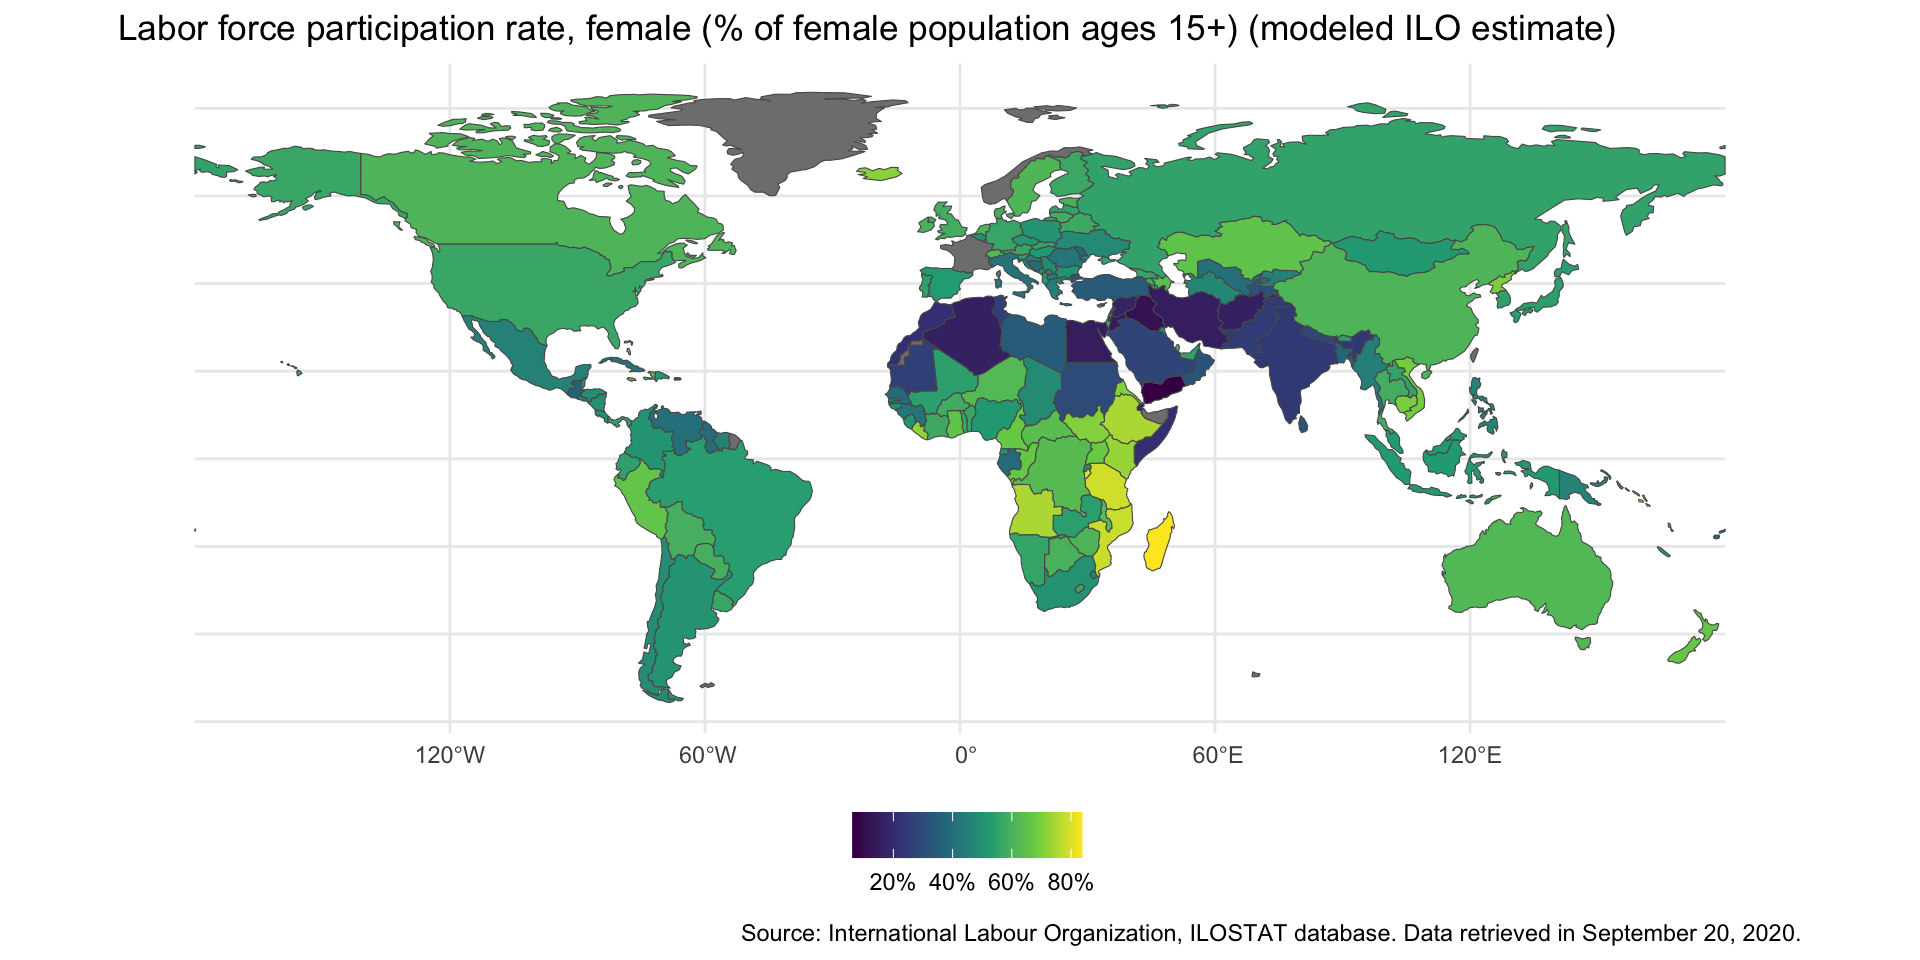 Labor force participation rate, female (% of female population ages 15+) (modeled ILO estimate)
120°W 60°W 0° 60°E 120°E
20% 40% 60% 80%
Source: International Labour Organization, ILOSTAT database. Data retrieved in September 20, 2020.